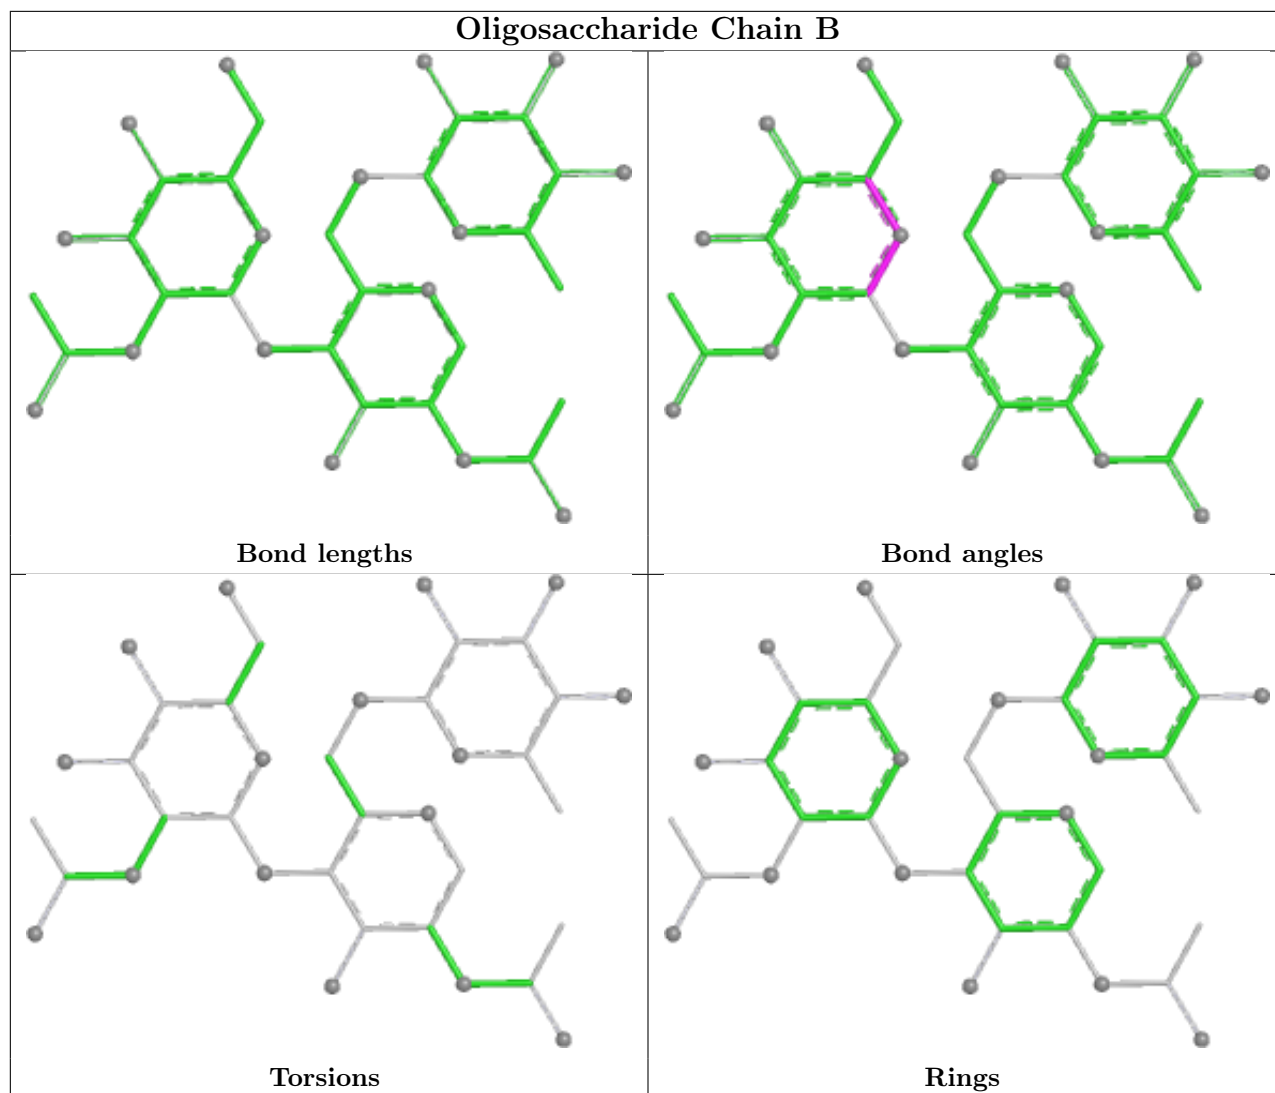 Oligosaccharide Chain B
Bond lengths
Bond angles
Torsions
Rings